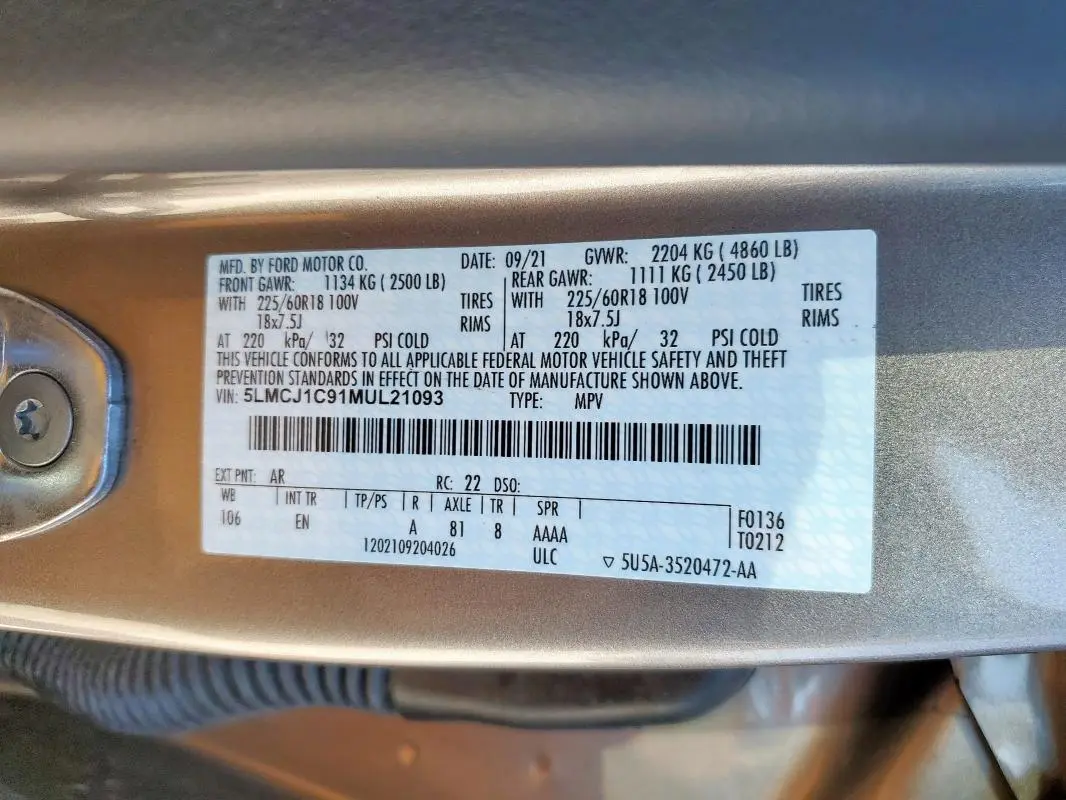 MFD. BY FORD MOTOR CO. DATE: 09/21 GVWR: 2204 KG ( 4860 LB)
FRONT GAWR: 1134 KG ( 2500 LB) REAR GAWR: 1111 KG ( 2450 LB)
WITH 225/60R18 100V TIRES WITH 225/60R18 100V TIRES
18x7.5J RIMS 18x7.5J RIMS
AT 220 kPa/ 32 PSI COLD AT 220 kPa/ 32 PSI COLD
THIS VEHICLE CONFORMS TO ALL APPLICABLE FEDERAL MOTOR VEHICLE SAFETY AND THEFT
PREVENTION STANDARDS IN EFFECT ON THE DATE OF MANUFACTURE SHOWN ABOVE.
VIN: 5LMCJ1C91MUL21093 TYPE: MPV
EXT PNT: AR RC: 22 DSO:
WB | INT TR | TP/PS | R | AXLE | TR | SPR | F0136
106 EN A 81 8 AAAA T0212
1202109204026 ULC ▽ 5U5A-3520472-AA